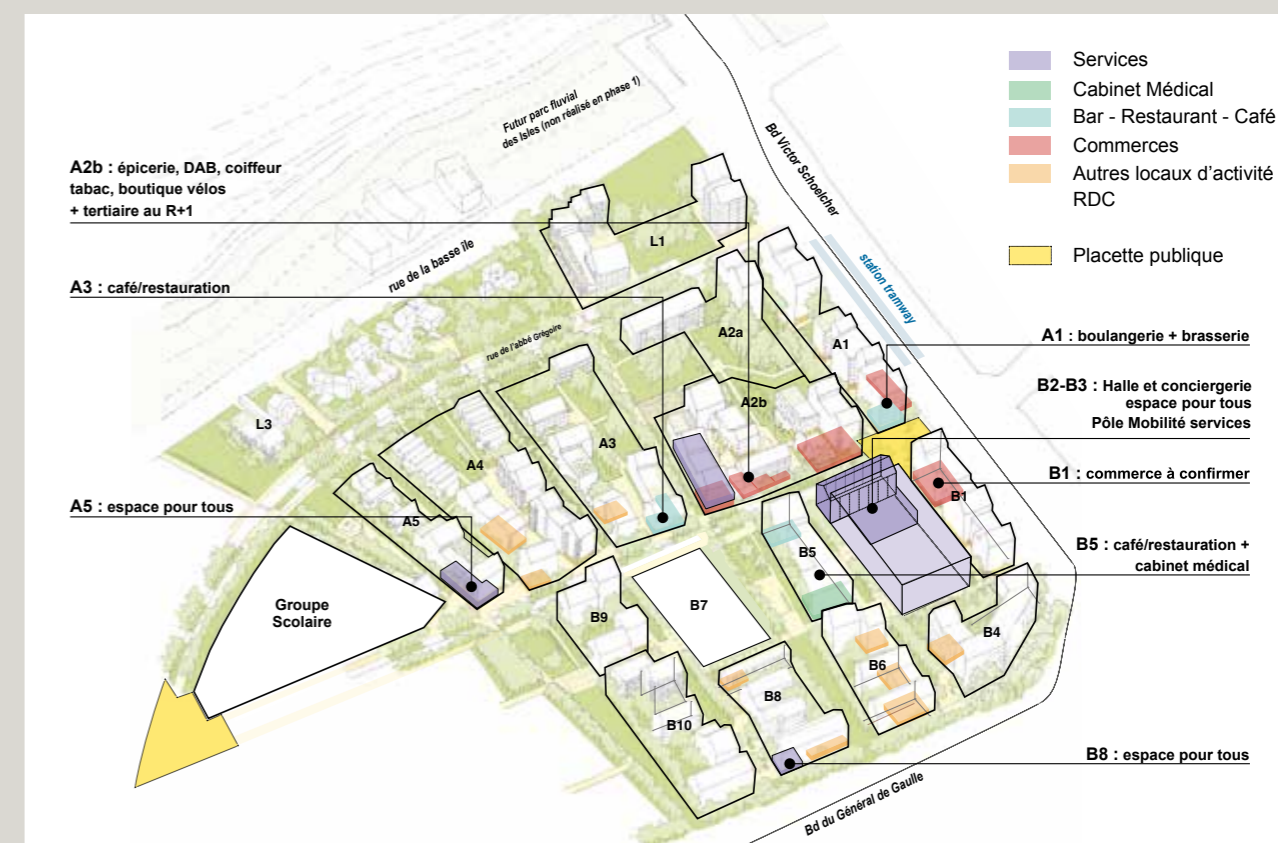 Services
Cabinet Médical
Bar - Restaurant - Café
Commerces
Autres locaux d'activité
RDC
Placette publique
Futur parc fluvial
des Isles (non réalisé en phase 1)
Bd Victor Schoelcher
station tramway
rue de la basse île
rue de l'abbé Grégoire
A2b : épicerie, DAB, coiffeur
tabac, boutique vélos
+ tertiaire au R+1
A3 : café/restauration
A5 : espace pour tous
A1 : boulangerie + brasserie
B2-B3 : Halle et conciergerie
espace pour tous
Pôle Mobilité services
B1 : commerce à confirmer
B5 : café/restauration +
cabinet médical
B8 : espace pour tous
L1
A2a
A1
A2b
L3
A3
A4
A5
B1
B5
B7
B9
B4
B6
B8
B10
Groupe
Scolaire
Bd du Général de Gaulle